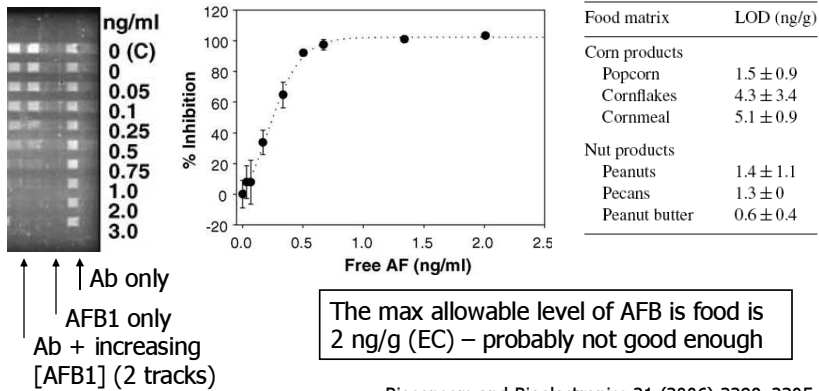 ng/ml
0 (C)
0
0.05
0.1
0.25
0.5
0.75
1.0
2.0
3.0
Ab only
AFB1 only
Ab + increasing
[AFB1] (2 tracks)
120
100
80
60
40
20
0
-20
% Inhibition
0.0 0.5 1.0 1.5 2.0 2.5
Free AF (ng/ml)
Food matrix LOD (ng/g)
Corn products
Popcorn 1.5 ± 0.9
Cornflakes 4.3 ± 3.4
Cornmeal 5.1 ± 0.9
Nut products
Peanuts 1.4 ± 1.1
Pecans 1.3 ± 0
Peanut butter 0.6 ± 0.4
The max allowable level of AFB is food is
2 ng/g (EC) – probably not good enough